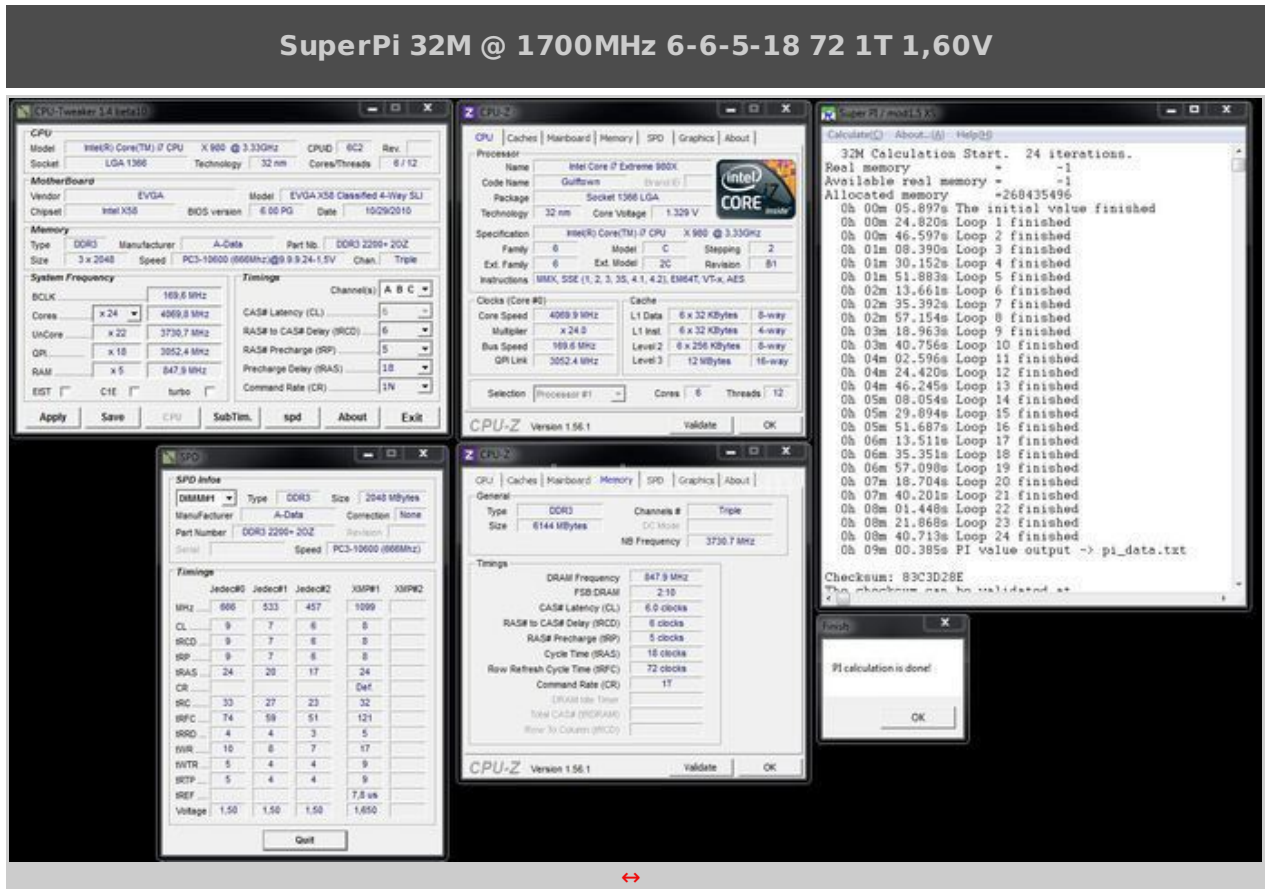 SuperPi 32M @ 1700MHz 6-6-5-18 72 1T 1,60V
CPU-Tweaker 1.4 beta10
CPU
Model Intel(R) Core(TM) i7 CPU X 980 @ 3.33GHz CPUID 6C2 Rev.
Socket LGA 1366 Technology 32 nm Cores/Threads 6 / 12
MotherBoard
Vendor EVGA Model EVGA X58 Classified 4-Way SLI
Chipset Intel X58 BIOS version 6.00 PG Date 10/29/2010
Memory
Type DDR3 Manufacturer A-Data Part No. DDR3 2200+ 2OZ
Size 3 x 2048 Speed PC3-10600 (666Mhz)@9.9.9.24-1,5V Chan. Triple
System Frequency
BCLK 169,6 MHz
Cores x 24 4069,8 MHz
UnCore x 22 3730,7 MHz
QPI x 18 3052,4 MHz
RAM x 5 847,9 MHz
EIST C1E turbo
Timings
Channel(s) A B C
CAS# Latency (CL) 6
RAS# to CAS# Delay (tRCD) 6
RAS# Precharge (tRP) 5
Precharge Delay (tRAS) 18
Command Rate (CR) 1N
Apply Save CPU SubTim. spd About Exit
CPU-Z
CPU Caches Mainboard Memory SPD Graphics About
Processor
Name Intel Core i7 Extreme 980X
Code Name Gulftown Brand ID
Package Socket 1366 LGA
Technology 32 nm Core Voltage 1.329 V
intel CORE i7 inside
Specification Intel(R) Core(TM) i7 CPU X 980 @ 3.33GHz
Family 6 Model C Stepping 2
Ext. Family 6 Ext. Model 2C Revision B1
Instructions MMX, SSE (1, 2, 3, 3S, 4.1, 4.2), EM64T, VT-x, AES
Clocks (Core #0)
Core Speed 4069.9 MHz
Multiplier x 24.0
Bus Speed 169.6 MHz
QPI Link 3052.4 MHz
Cache
L1 Data 6 x 32 KBytes 8-way
L1 Inst. 6 x 32 KBytes 4-way
Level 2 6 x 256 KBytes 8-way
Level 3 12 MBytes 16-way
Selection Processor #1 Cores 6 Threads 12
CPU-Z Version 1.56.1 Validate OK
Super PI / mod1.5 XS
Calculate(C) About...(A) Help(H)
32M Calculation Start. 24 iterations.
Real memory = -1
Available real memory = -1
Allocated memory =268435496
0h 00m 05.897s The initial value finished
0h 00m 24.820s Loop 1 finished
0h 00m 46.597s Loop 2 finished
0h 01m 08.390s Loop 3 finished
0h 01m 30.152s Loop 4 finished
0h 01m 51.883s Loop 5 finished
0h 02m 13.661s Loop 6 finished
0h 02m 35.392s Loop 7 finished
0h 02m 57.154s Loop 8 finished
0h 03m 18.963s Loop 9 finished
0h 03m 40.756s Loop 10 finished
0h 04m 02.596s Loop 11 finished
0h 04m 24.420s Loop 12 finished
0h 04m 46.245s Loop 13 finished
0h 05m 08.054s Loop 14 finished
0h 05m 29.894s Loop 15 finished
0h 05m 51.687s Loop 16 finished
0h 06m 13.511s Loop 17 finished
0h 06m 35.351s Loop 18 finished
0h 06m 57.098s Loop 19 finished
0h 07m 18.704s Loop 20 finished
0h 07m 40.201s Loop 21 finished
0h 08m 01.448s Loop 22 finished
0h 08m 21.868s Loop 23 finished
0h 08m 40.713s Loop 24 finished
0h 09m 00.385s PI value output -> pi_data.txt
Checksum: 83C3D28E
The checksum can be validated at
SPD
SPD Infos
DIMM#1 Type DDR3 Size 2048 MBytes
Manufacturer A-Data Correction None
Part Number DDR3 2200+ 2OZ Revision
Serial Speed PC3-10600 (666Mhz)
Timings
Jedec#0 Jedec#1 Jedec#2 XMP#1 XMP#2
MHz 666 533 457 1099
CL 9 7 6 8
tRCD 9 7 6 8
tRP 9 7 6 8
tRAS 24 20 17 24
CR Def.
tRC 33 27 23 32
tRFC 74 59 51 121
tRRD 4 4 3 5
tWR 10 8 7 17
tWTR 5 4 4 9
tRTP 5 4 4 9
tREF 7,8 us
Voltage 1,50 1,50 1,50 1,650
Quit
CPU-Z
CPU Caches Mainboard Memory SPD Graphics About
General
Type DDR3 Channels # Triple
Size 6144 MBytes DC Mode
NB Frequency 3730.7 MHz
Timings
DRAM Frequency 847.9 MHz
FSB:DRAM 2:10
CAS# Latency (CL) 6.0 clocks
RAS# to CAS# Delay (tRCD) 6 clocks
RAS# Precharge (tRP) 5 clocks
Cycle Time (tRAS) 18 clocks
Row Refresh Cycle Time (tRFC) 72 clocks
Command Rate (CR) 1T
DRAM Idle Timer
Total CAS# (tRDRAM)
Row To Column (tRCD)
CPU-Z Version 1.56.1 Validate OK
Finish
PI calculation is done!
OK